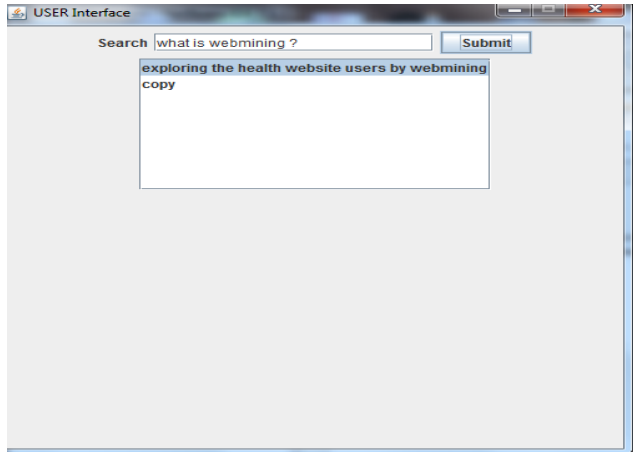 USER Interface
Search what is webmining ? Submit
exploring the health website users by webmining
copy